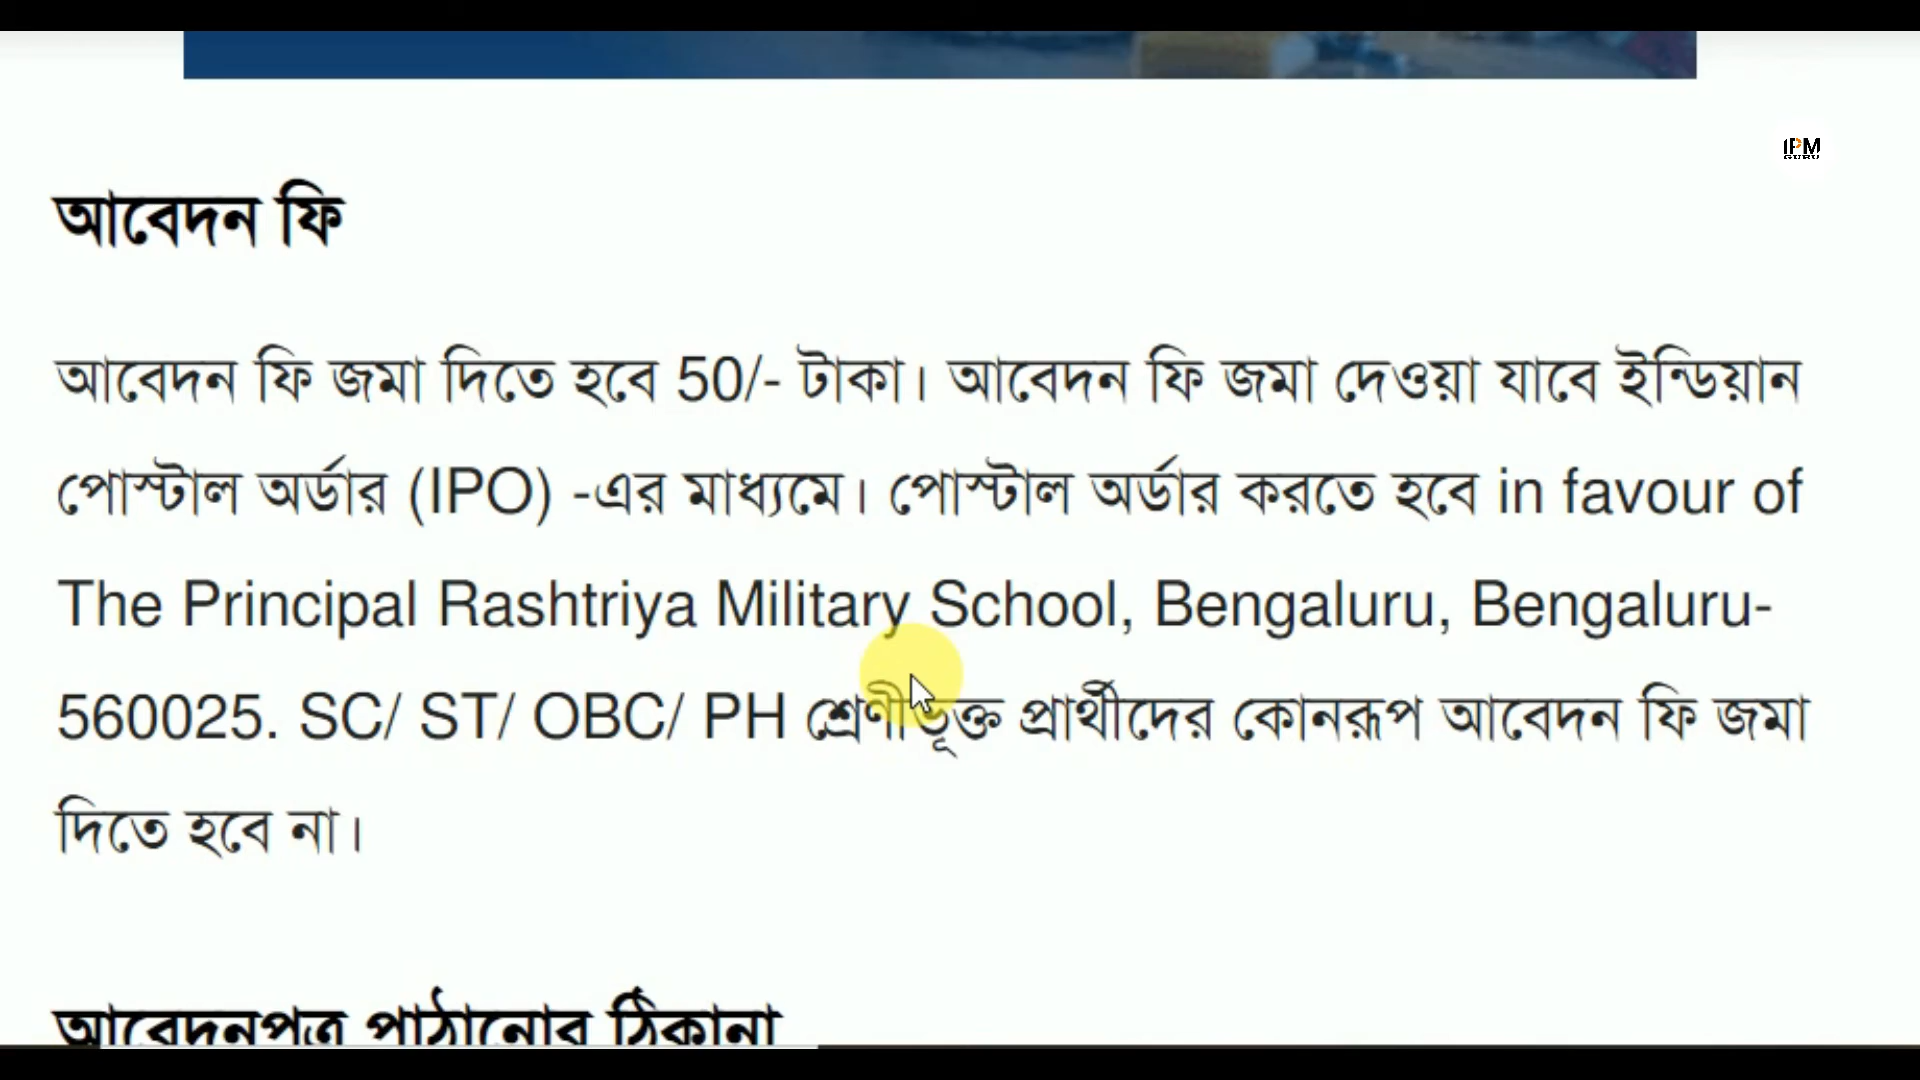 IPM
GURU
আবেদন ফি
আবেদন ফি জমা দিতে হবে 50/- টাকা। আবেদন ফি জমা দেওয়া যাবে ইন্ডিয়ান
পোস্টাল অর্ডার (IPO) -এর মাধ্যমে। পোস্টাল অর্ডার করতে হবে in favour of
The Principal Rashtriya Military School, Bengaluru, Bengaluru-
560025. SC/ ST/ OBC/ PH শ্রেণীভূক্ত প্রার্থীদের কোনরূপ আবেদন ফি জমা
দিতে হবে না।
আবেদনপত্র পাঠানোর ঠিকানা